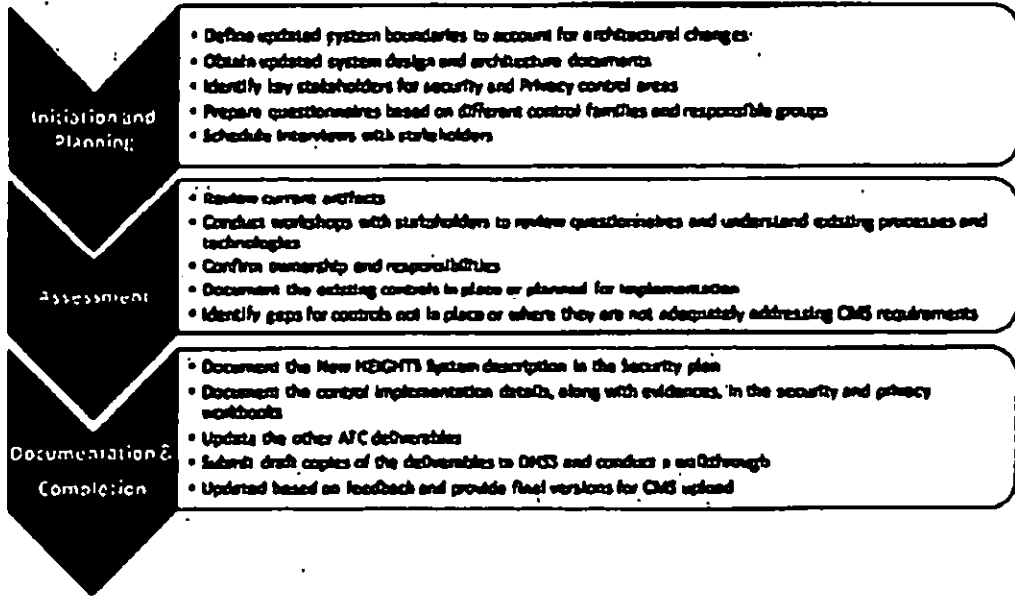 Initiation and
Planning
• Define updated system boundaries to account for architectural changes
• Obtain updated system design and architecture documents
• Identify key stakeholders for security and Privacy control areas
• Prepare questionnaires based on different control families and responsible groups
• Schedule interviews with stakeholders
Assessment
• Review current artifacts
• Conduct workshops with stakeholders to review questionnaires and understand existing processes and
technologies
• Confirm ownership and responsibilities
• Document the existing controls in place or planned for implementation
• Identify gaps for controls not in place or where they are not adequately addressing CMS requirements
Documentation &
Completion
• Document the New HEIGHTS System description in the Security plan
• Document the control implementation details, along with evidences, in the security and privacy
workbooks
• Update the other ATC deliverables
• Submit draft copies of the deliverables to DHSS and conduct a walkthrough
• Updated based on feedback and provide final versions for CMS upload